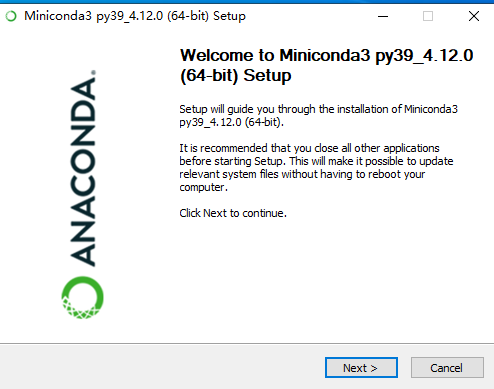 Miniconda3 py39_4.12.0 (64-bit) Setup
Welcome to Miniconda3 py39_4.12.0
(64-bit) Setup
Setup will guide you through the installation of Miniconda3
py39_4.12.0 (64-bit).
It is recommended that you close all other applications
before starting Setup. This will make it possible to update
relevant system files without having to reboot your
computer.
Click Next to continue.
ANACONDA.
Next >
Cancel